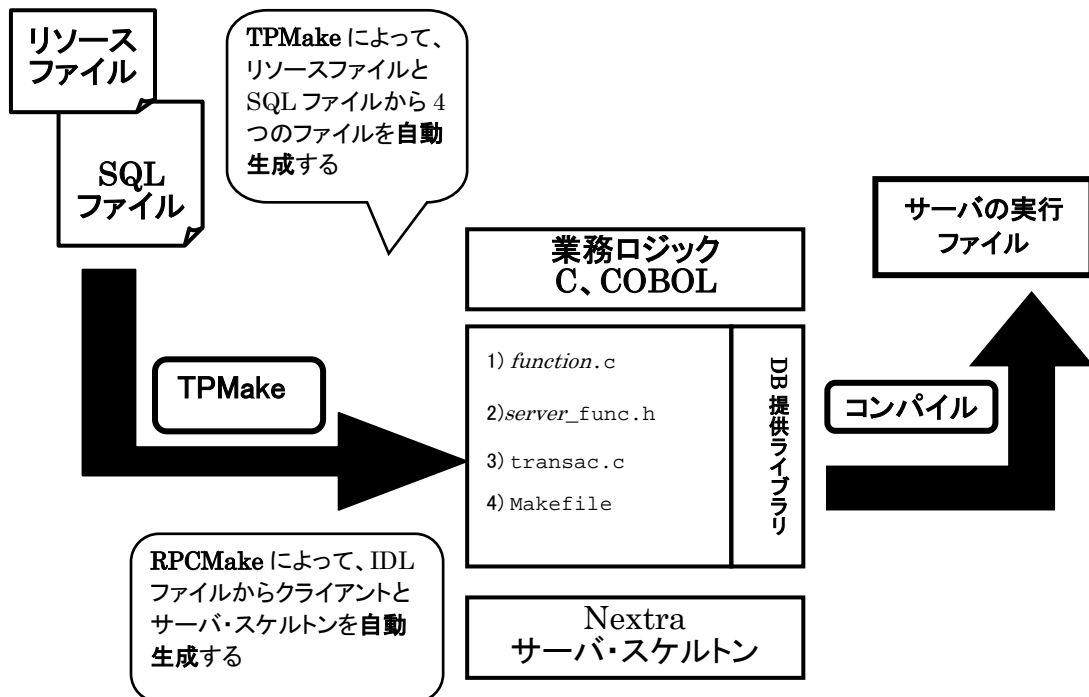 リソース
ファイル
SQL
ファイル
TPMake によって、
リソースファイルと
SQL ファイルから 4
つのファイルを自動
生成する
TPMake
業務ロジック
C、COBOL
1) function.c
2)server_func.h
3) transac.c
4) Makefile
DB 提供ライブラリ
コンパイル
サーバの実行
ファイル
RPCMake によって、IDL
ファイルからクライアントと
サーバ・スケルトンを自動
生成する
Nextra
サーバ・スケルトン